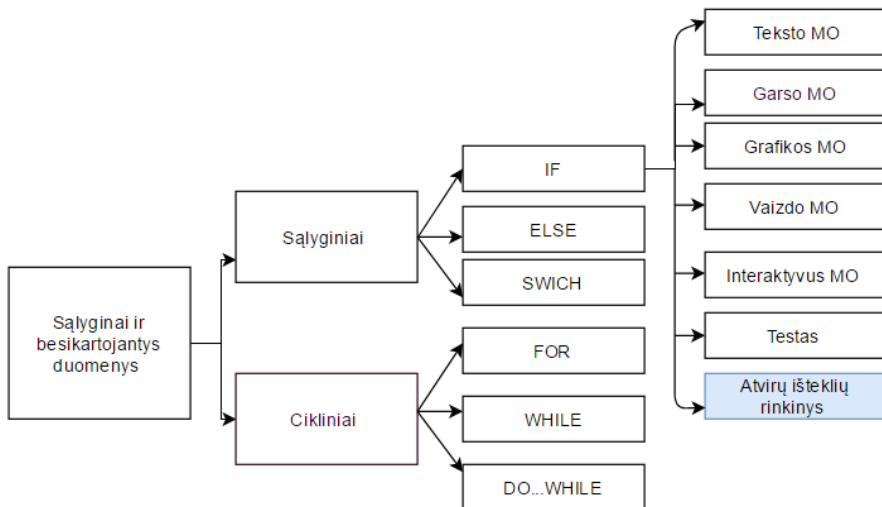 Sąlyginai ir
besikartojantys
duomenys
Sąlyginiai
Cikliniai
IF
ELSE
SWICH
FOR
WHILE
DO...WHILE
Teksto MO
Garso MO
Grafikos MO
Vaizdo MO
Interaktyvus MO
Testas
Atvirų išteklių
rinkinys